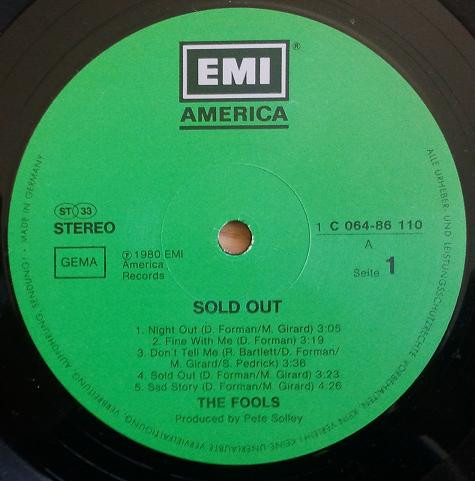 EMI
®
AMERICA
ST 33
STEREO
GEMA
℗ 1980 EMI
America
Records
1 C 064-86 110
A
Seite 1
SOLD OUT
1. Night Out (D. Forman/M. Girard) 3:05
2. Fine With Me (D. Forman) 3:19
3. Don't Tell Me (R. Bartlett/D. Forman/
M. Girard/S. Pedrick) 3:36
4. Sold Out (D. Forman/M. Girard) 3:23
5. Sad Story (D. Forman/M. Girard) 4:26
THE FOOLS
Produced by Pete Solley
ALLE URHEBER- UND LEISTUNGSSCHUTZRECHTE VORBEHALTEN. KEIN VERLEIH! KEINE UNERLAUBTE VERVIELFÄLTIGUNG, VERBREITUNG, AUFFÜHRUNG, SENDUNG! · MADE IN GERMANY